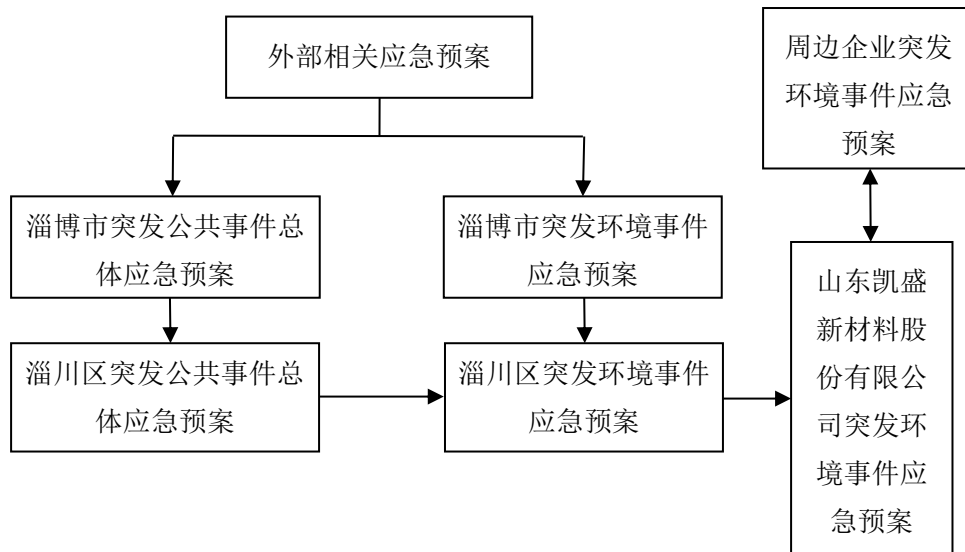 外部相关应急预案
周边企业突发
环境事件应急
预案
淄博市突发公共事件总
体应急预案
淄博市突发环境事件
应急预案
淄川区突发公共事件总
体应急预案
淄川区突发环境事件
应急预案
山东凯盛
新材料股
份有限公
司突发环
境事件应
急预案